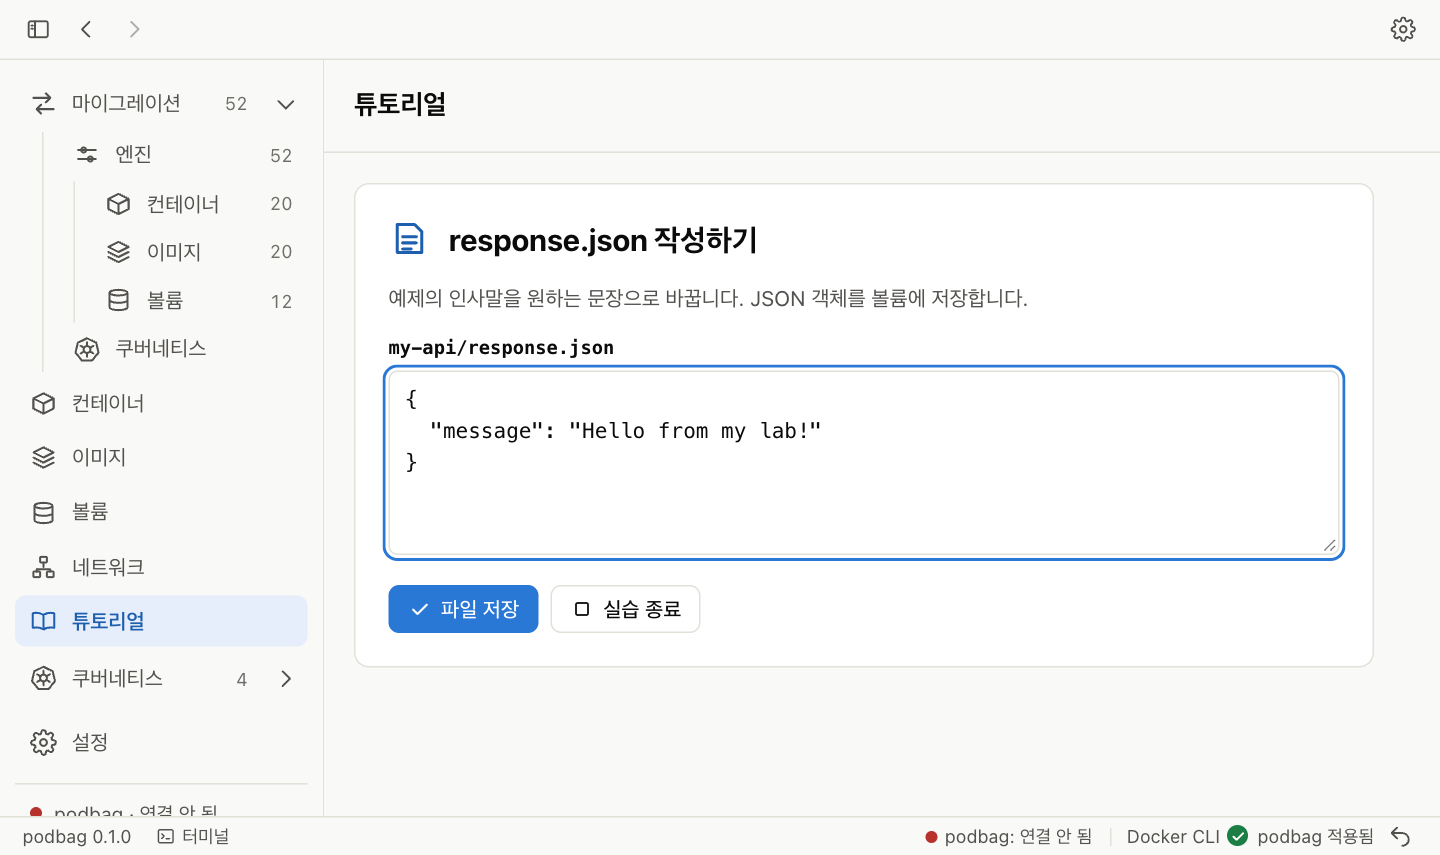 마이그레이션 52
엔진 52
컨테이너 20
이미지 20
볼륨 12
쿠버네티스
컨테이너
이미지
볼륨
네트워크
튜토리얼
쿠버네티스 4
설정
podbag · 연결 안 됨
튜토리얼
response.json 작성하기
예제의 인사말을 원하는 문장으로 바꿉니다. JSON 객체를 볼륨에 저장합니다.
my-api/response.json
{
  "message": "Hello from my lab!"
}
파일 저장 실습 종료
podbag 0.1.0 터미널 podbag: 연결 안 됨 Docker CLI podbag 적용됨